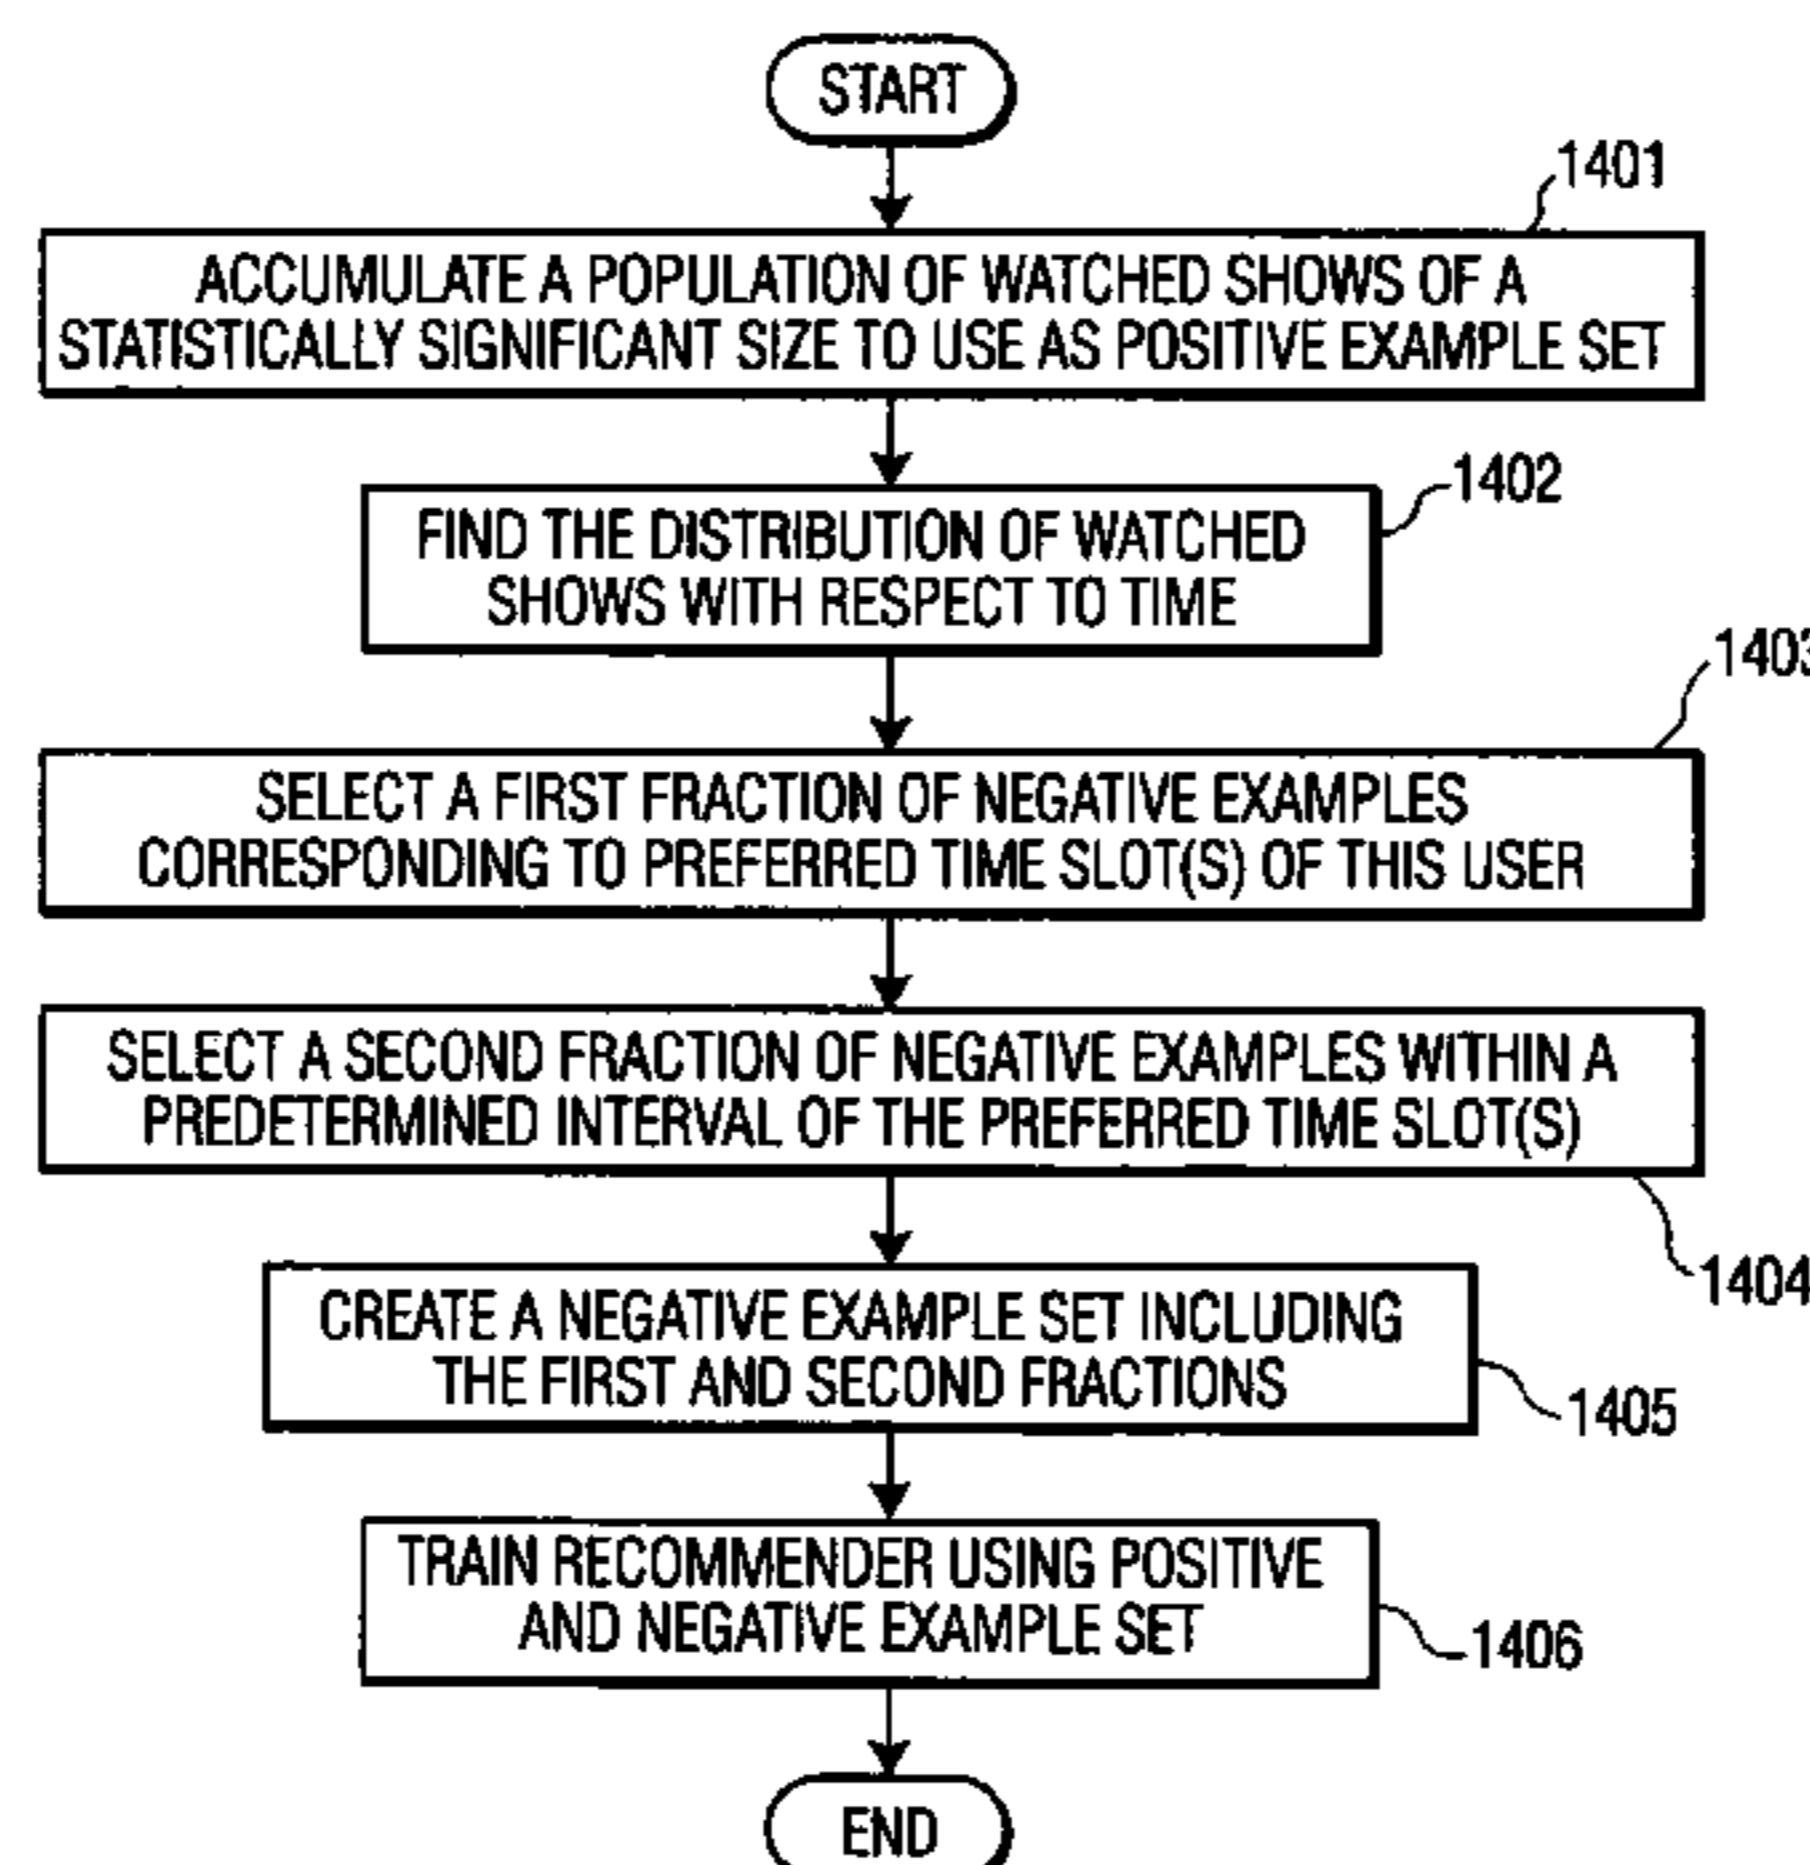 START
1401
ACCUMULATE A POPULATION OF WATCHED SHOWS OF A
STATISTICALLY SIGNIFICANT SIZE TO USE AS POSITIVE EXAMPLE SET
1402
FIND THE DISTRIBUTION OF WATCHED
SHOWS WITH RESPECT TO TIME
1403
SELECT A FIRST FRACTION OF NEGATIVE EXAMPLES
CORRESPONDING TO PREFERRED TIME SLOT(S) OF THIS USER
SELECT A SECOND FRACTION OF NEGATIVE EXAMPLES WITHIN A
PREDETERMINED INTERVAL OF THE PREFERRED TIME SLOT(S)
1404
CREATE A NEGATIVE EXAMPLE SET INCLUDING
THE FIRST AND SECOND FRACTIONS
1405
TRAIN RECOMMENDER USING POSITIVE
AND NEGATIVE EXAMPLE SET
1406
END